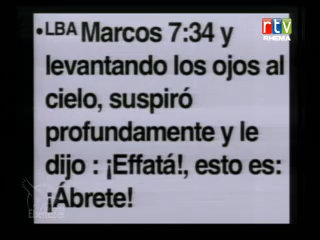 rtv
RHEMA
•LBA Marcos 7:34 y
levantando los ojos al
cielo, suspiró
profundamente y le
dijo : ¡Effatá!, esto es:
¡Ábrete!
Ebenezer